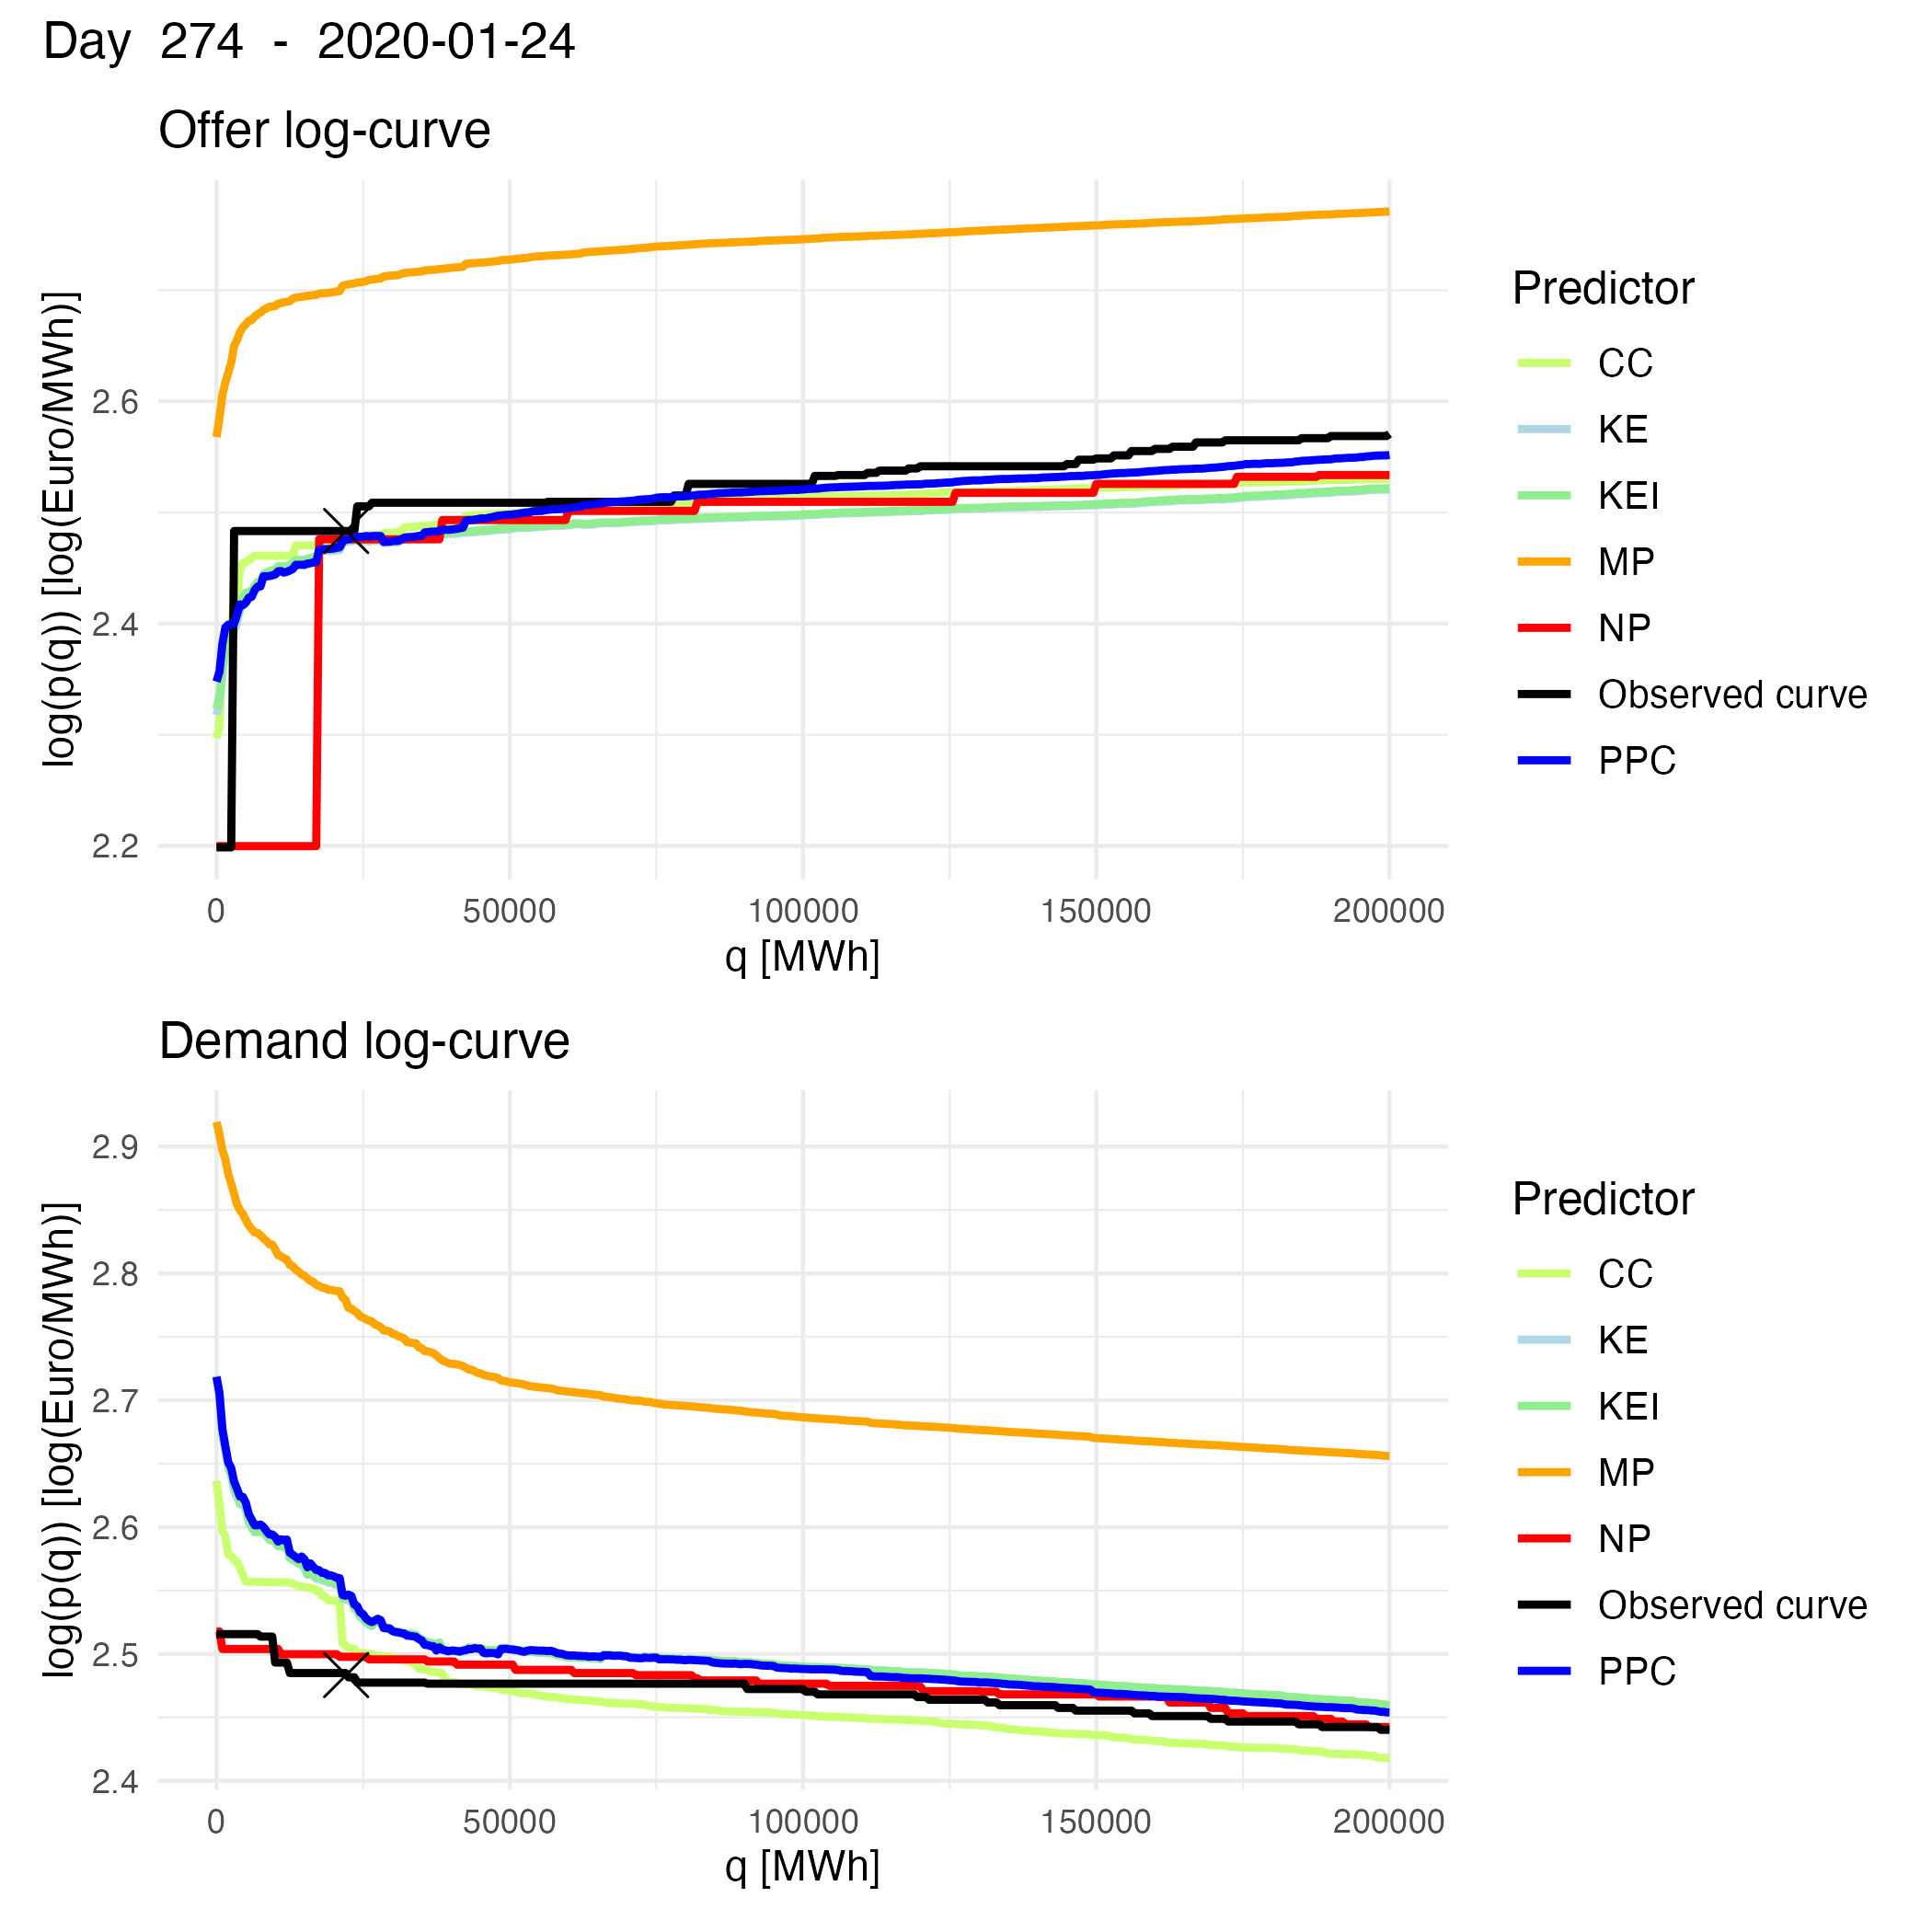 Day 274 - 2020-01-24
Offer log-curve
log(p(q)) [log(Euro/MWh)]
2.6
2.4
2.2
0 50000 100000 150000 200000
q [MWh]
Predictor
CC
KE
KEI
MP
NP
Observed curve
PPC
Demand log-curve
log(p(q)) [log(Euro/MWh)]
2.9
2.8
2.7
2.6
2.5
2.4
0 50000 100000 150000 200000
q [MWh]
Predictor
CC
KE
KEI
MP
NP
Observed curve
PPC